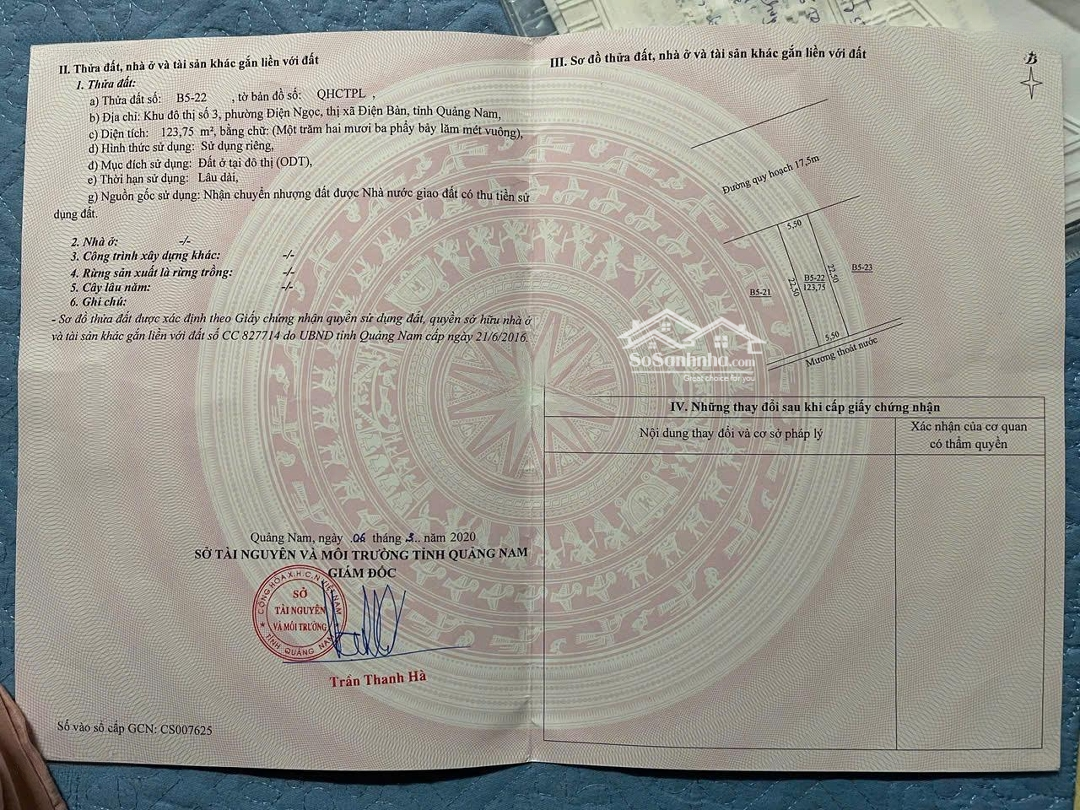 II. Thửa đất, nhà ở và tài sản khác gắn liền với đất
1. Thửa đất:
a) Thửa đất số: B5-22 , tờ bản đồ số: QHCTPL ,
b) Địa chỉ: Khu đô thị số 3, phường Điện Ngọc, thị xã Điện Bàn, tỉnh Quảng Nam,
c) Diện tích: 123,75 m², bằng chữ: (Một trăm hai mươi ba phẩy bảy lăm mét vuông),
d) Hình thức sử dụng: Sử dụng riêng,
đ) Mục đích sử dụng: Đất ở tại đô thị (ODT),
e) Thời hạn sử dụng: Lâu dài,
g) Nguồn gốc sử dụng: Nhận chuyển nhượng đất được Nhà nước giao đất có thu tiền sử
dụng đất.
2. Nhà ở: -/-
3. Công trình xây dựng khác: -/-
4. Rừng sản xuất là rừng trồng: -/-
5. Cây lâu năm: -/-
6. Ghi chú:
- Sơ đồ thửa đất được xác định theo Giấy chứng nhận quyền sử dụng đất, quyền sở hữu nhà ở
và tài sản khác gắn liền với đất số CC 827714 do UBND tỉnh Quảng Nam cấp ngày 21/6/2016.
Quảng Nam, ngày 06 tháng 3 năm 2020
SỞ TÀI NGUYÊN VÀ MÔI TRƯỜNG TỈNH QUẢNG NAM
GIÁM ĐỐC
CỘNG HÒA X.H.C.N VIỆT NAM
SỞ
TÀI NGUYÊN
VÀ MÔI TRƯỜNG
TỈNH QUẢNG NAM
Trần Thanh Hà
Số vào sổ cấp GCN: CS007625
III. Sơ đồ thửa đất, nhà ở và tài sản khác gắn liền với đất
B
Đường quy hoạch 17,5m
5,50
B5-23
22,50
B5-22
123,75
22,50
B5-21
5,50
Mương thoát nước
SoSanhnha.com
Great choice for you
IV. Những thay đổi sau khi cấp giấy chứng nhận
Nội dung thay đổi và cơ sở pháp lý
Xác nhận của cơ quan
có thẩm quyền